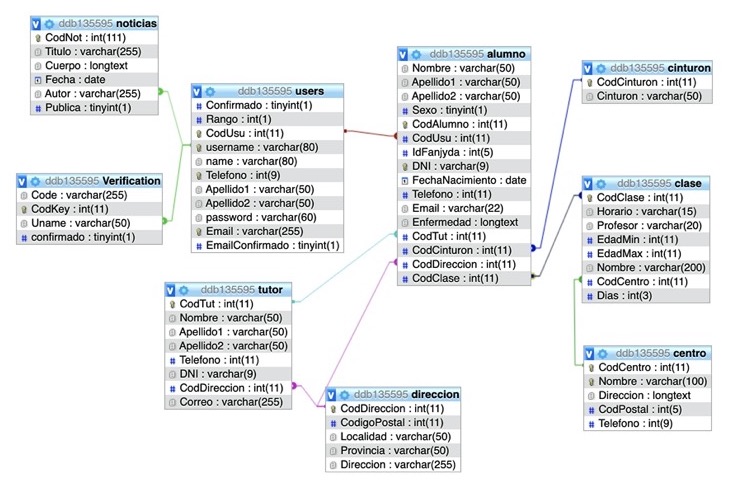 ddb135595 noticias
CodNot : int(111)
Titulo : varchar(255)
Cuerpo : longtext
Fecha : date
Autor : varchar(255)
Publica : tinyint(1)
ddb135595 users
Confirmado : tinyint(1)
Rango : int(1)
CodUsu : int(11)
username : varchar(80)
name : varchar(80)
Telefono : int(9)
Apellido1 : varchar(50)
Apellido2 : varchar(50)
password : varchar(60)
Email : varchar(255)
EmailConfirmado : tinyint(1)
ddb135595 Verification
Code : varchar(255)
CodKey : int(11)
Uname : varchar(50)
confirmado : tinyint(1)
ddb135595 alumno
Nombre : varchar(50)
Apellido1 : varchar(50)
Apellido2 : varchar(50)
Sexo : tinyint(1)
CodAlumno : int(11)
CodUsu : int(11)
IdFanjyda : int(5)
DNI : varchar(9)
FechaNacimiento : date
Telefono : int(11)
Email : varchar(22)
Enfermedad : longtext
CodTut : int(11)
CodCinturon : int(11)
CodDireccion : int(11)
CodClase : int(11)
ddb135595 cinturon
CodCinturon : int(11)
Cinturon : varchar(50)
ddb135595 clase
CodClase : int(11)
Horario : varchar(15)
Profesor : varchar(20)
EdadMin : int(11)
EdadMax : int(11)
Nombre : varchar(200)
CodCentro : int(11)
Dias : int(3)
ddb135595 tutor
CodTut : int(11)
Nombre : varchar(50)
Apellido1 : varchar(50)
Apellido2 : varchar(50)
Telefono : int(11)
DNI : varchar(9)
CodDireccion : int(11)
Correo : varchar(255)
ddb135595 direccion
CodDireccion : int(11)
CodigoPostal : int(11)
Localidad : varchar(50)
Provincia : varchar(50)
Direccion : varchar(255)
ddb135595 centro
CodCentro : int(11)
Nombre : varchar(100)
Direccion : longtext
CodPostal : int(5)
Telefono : int(9)